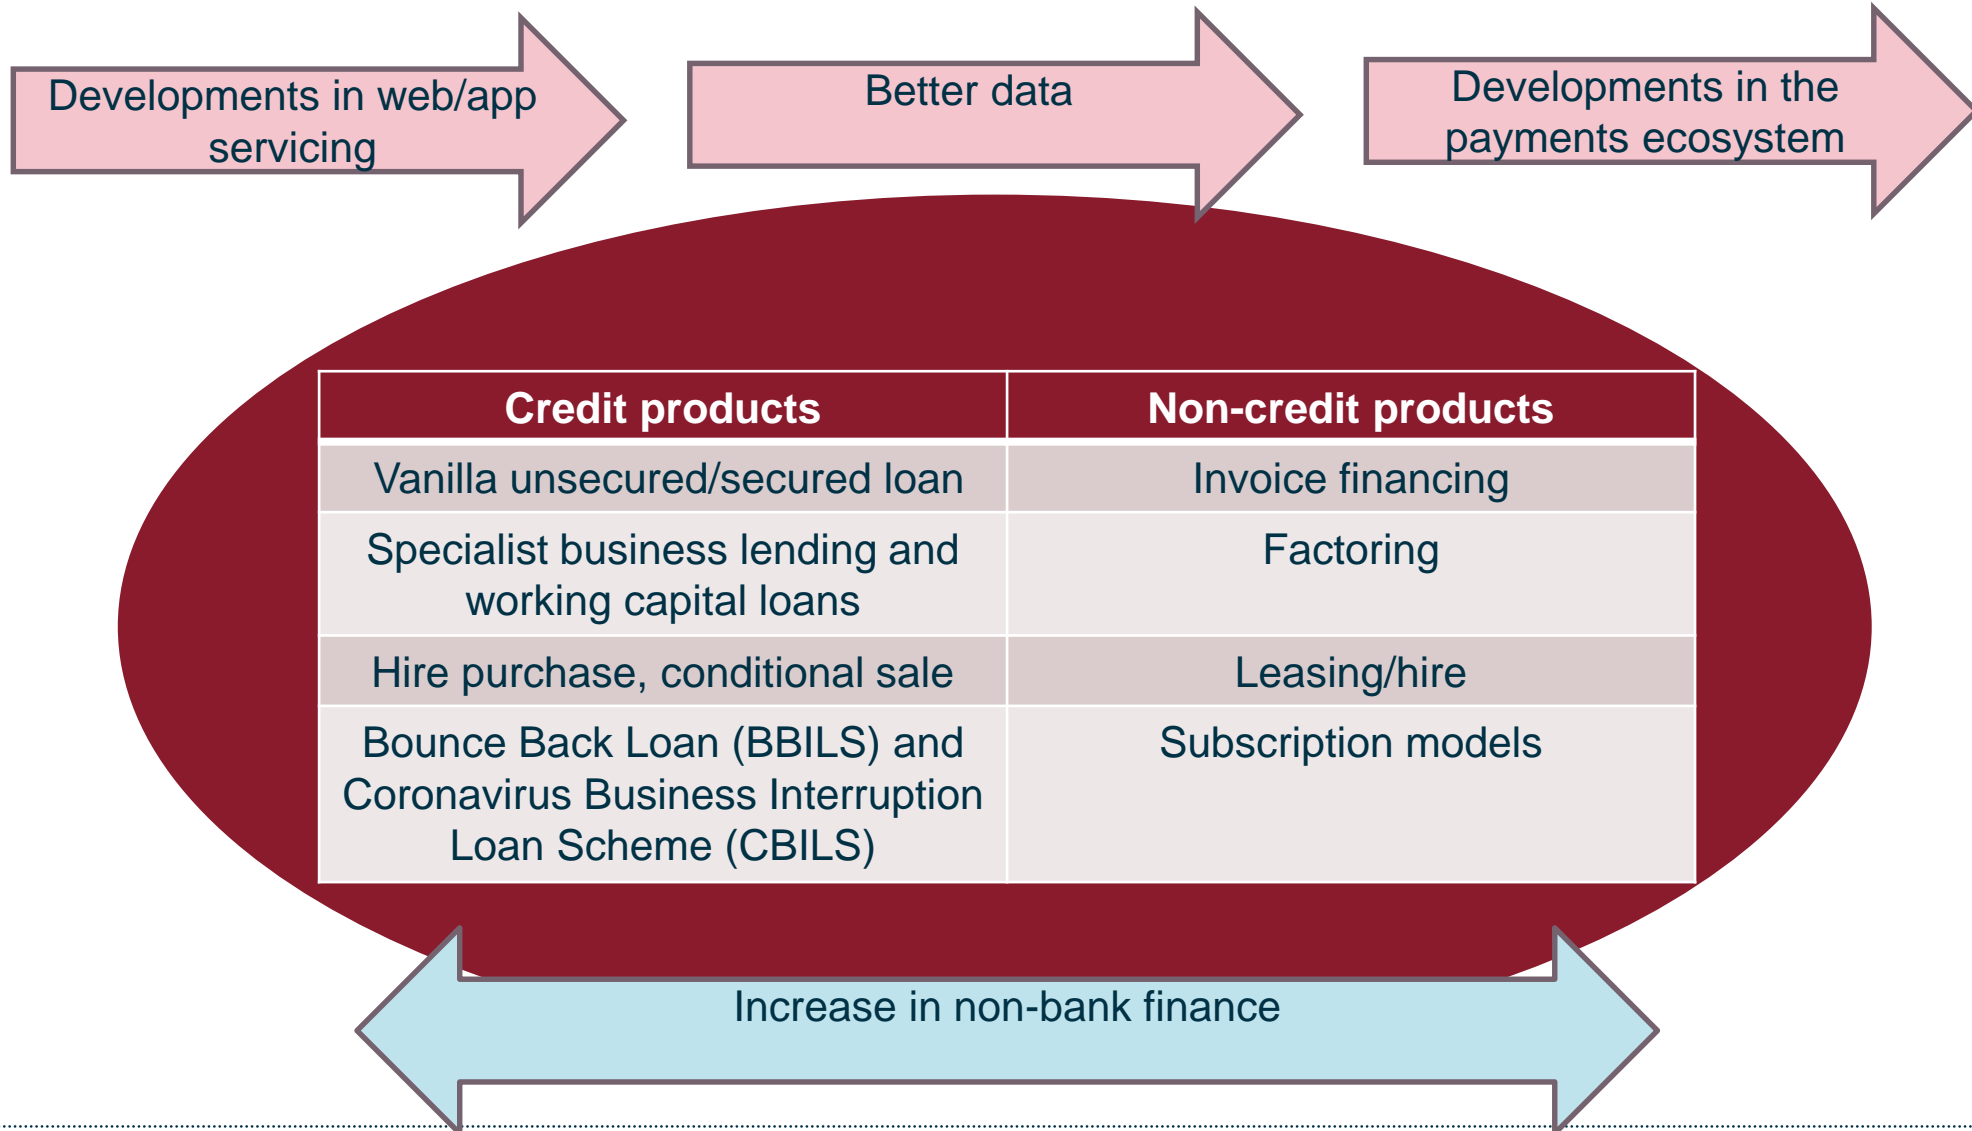 Developments in web/app
servicing
Better data
Developments in the
payments ecosystem
Credit products
Non-credit products
Vanilla unsecured/secured loan
Invoice financing
Specialist business lending and
working capital loans
Factoring
Hire purchase, conditional sale
Leasing/hire
Bounce Back Loan (BBILS) and
Coronavirus Business Interruption
Loan Scheme (CBILS)
Subscription models
Increase in non-bank finance